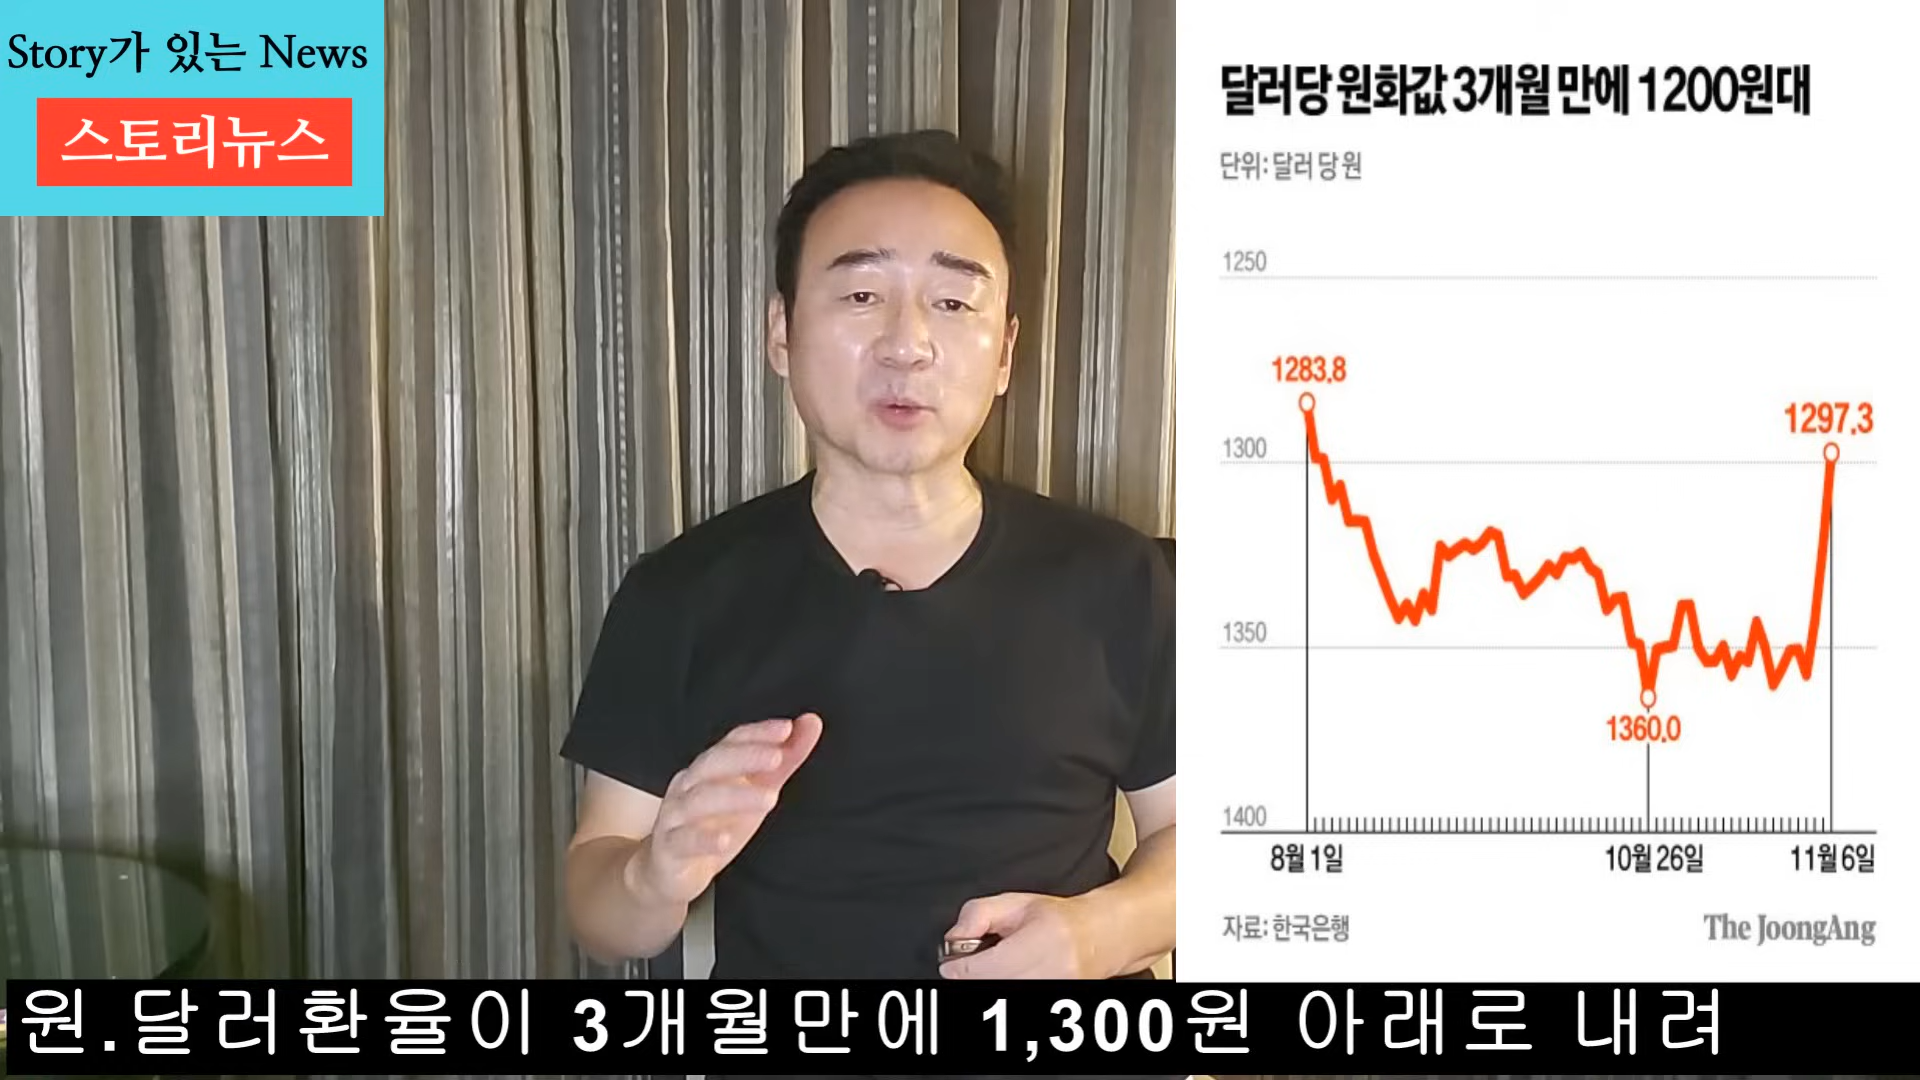 Story가 있는 News
스토리뉴스
달러당 원화값 3개월 만에 1200원대
단위: 달러 당 원
1250
1283.8
1297.3
1300
1350
1360.0
1400
8월 1일
10월 26일
11월 6일
자료: 한국은행
The JoongAng
원.달러환율이 3개월만에 1,300원 아래로 내려